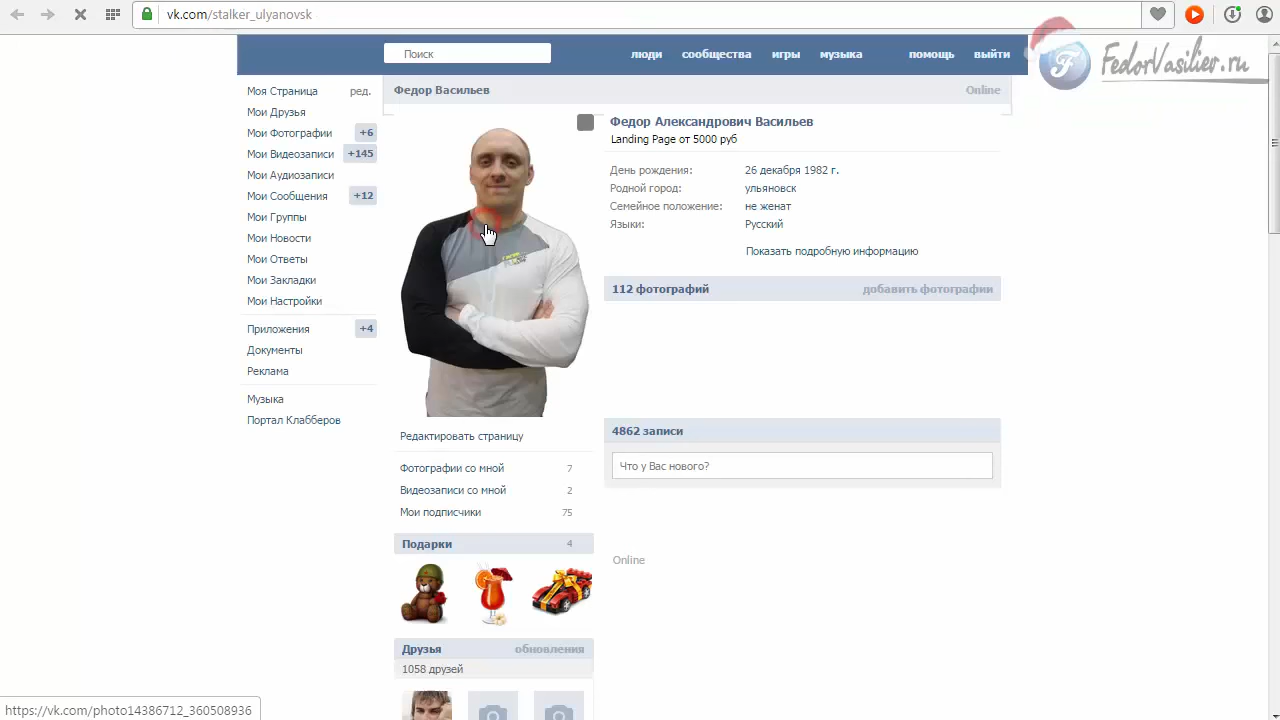 vk.com/stalker_ulyanovsk
FedorVasilier.ru
Поиск
люди сообщества игры музыка помощь выйти
Федор Васильев Online
Моя Страница ред.
Мои Друзья
Мои Фотографии +6
Мои Видеозаписи +145
Мои Аудиозаписи
Мои Сообщения +12
Мои Группы
Мои Новости
Мои Ответы
Мои Закладки
Мои Настройки
Приложения +4
Документы
Реклама
Музыка
Портал Клабберов
Редактировать страницу
Фотографии со мной 7
Видеозаписи со мной 2
Мои подписчики 75
Подарки 4
Друзья обновления
1058 друзей
Федор Александрович Васильев
Landing Page от 5000 руб
День рождения: 26 декабря 1982 г.
Родной город: ульяновск
Семейное положение: не женат
Языки: Русский
Показать подробную информацию
112 фотографий добавить фотографии
4862 записи
Что у Вас нового?
Online
https://vk.com/photo14386712_360508936